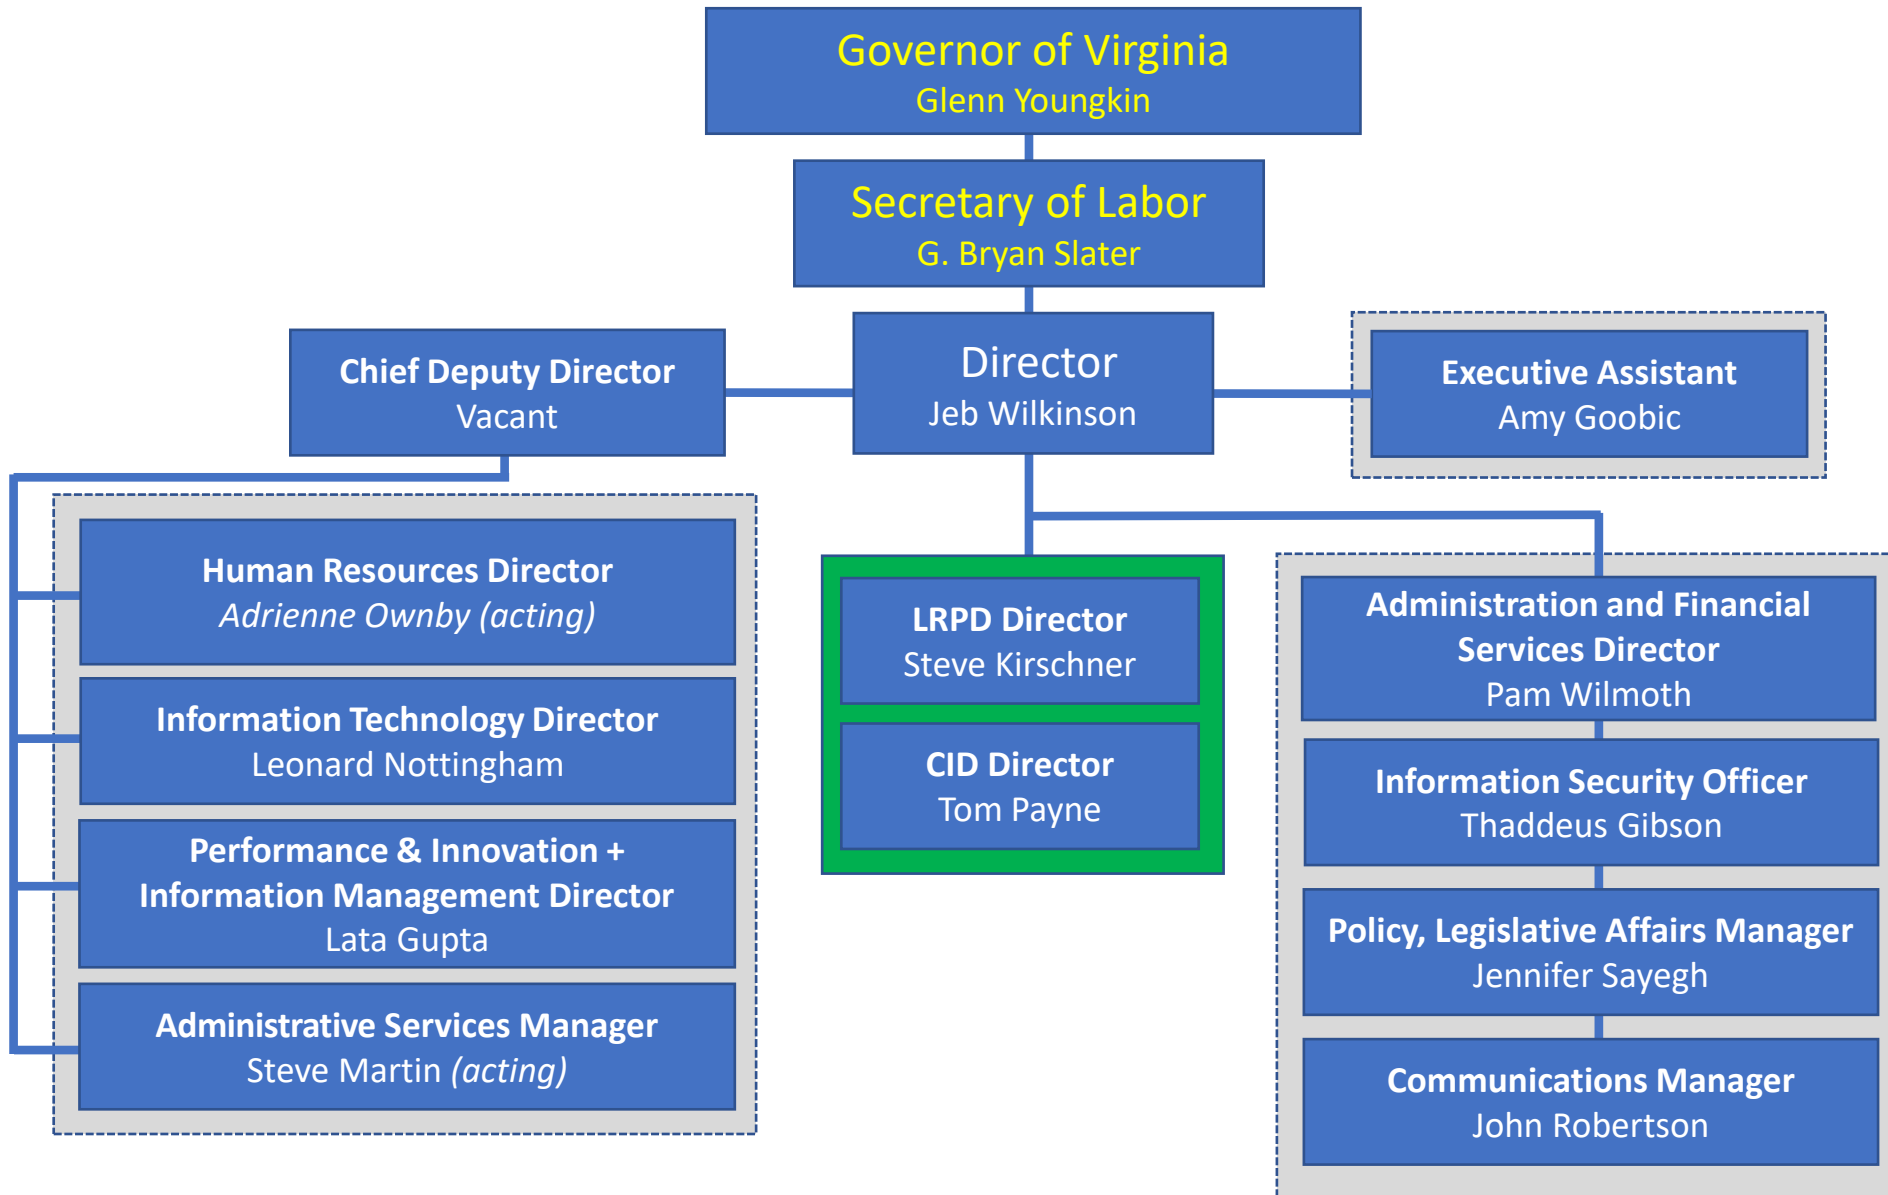 Governor of Virginia
Glenn Youngkin
Secretary of Labor
G. Bryan Slater
Chief Deputy Director
Vacant
Director
Jeb Wilkinson
Executive Assistant
Amy Goobic
Human Resources Director
Adrienne Ownby (acting)
Information Technology Director
Leonard Nottingham
Performance & Innovation +
Information Management Director
Lata Gupta
Administrative Services Manager
Steve Martin (acting)
LRPD Director
Steve Kirschner
CID Director
Tom Payne
Administration and Financial
Services Director
Pam Wilmoth
Information Security Officer
Thaddeus Gibson
Policy, Legislative Affairs Manager
Jennifer Sayegh
Communications Manager
John Robertson